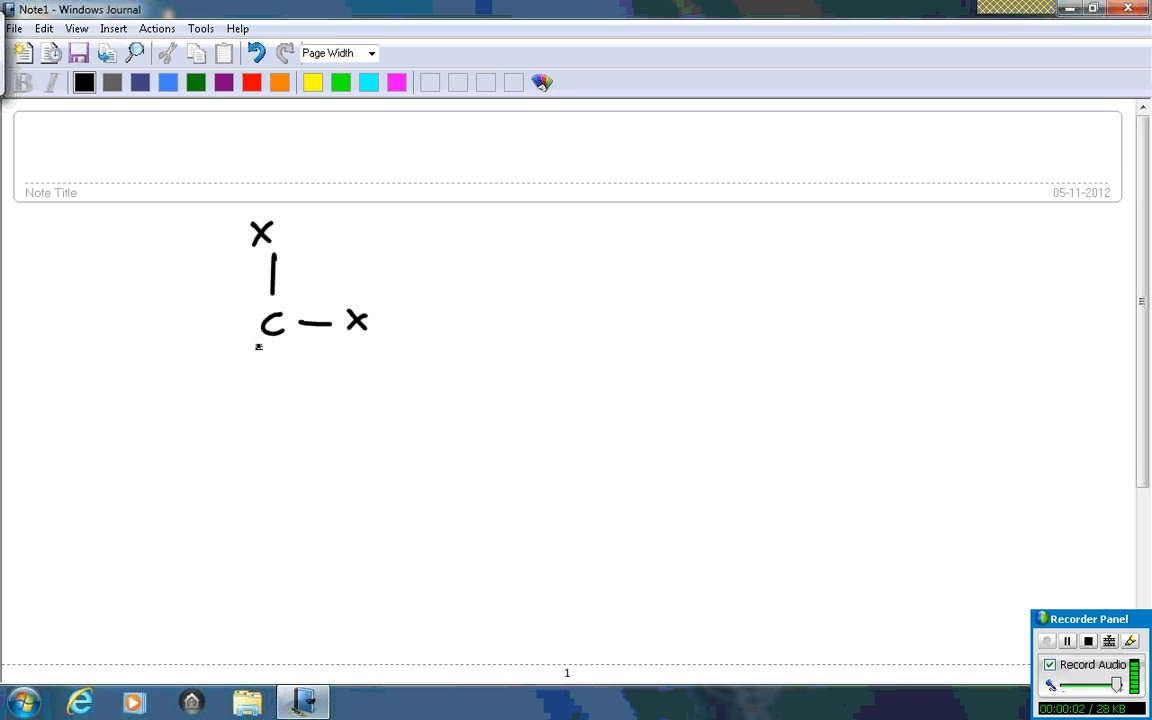 Note1 - Windows Journal
File Edit View Insert Actions Tools Help
Page Width
B I
Note Title
05-11-2012
X
C - X
1
Recorder Panel
Record Audio
00:00:02 / 28 KB